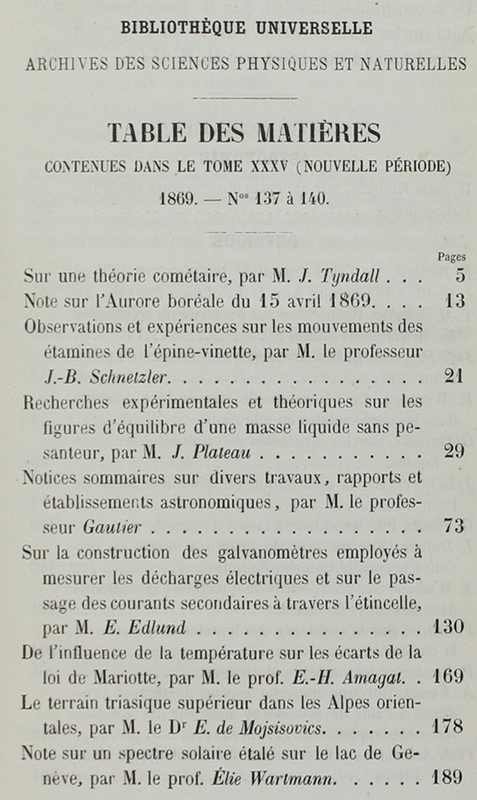 BIBLIOTHÈQUE UNIVERSELLE
ARCHIVES DES SCIENCES PHYSIQUES ET NATURELLES
TABLE DES MATIÈRES
CONTENUES DANS LE TOME XXXV (NOUVELLE PÉRIODE)
1869. — Nos 137 à 140.
Pages
Sur une théorie cométaire, par M. J. Tyndall . . . 5
Note sur l'Aurore boréale du 15 avril 1869. . . . 13
Observations et expériences sur les mouvements des
étamines de l'épine-vinette, par M. le professeur
J.-B. Schnetzler. . . . . . . . . . . . . . . . . 21
Recherches expérimentales et théoriques sur les
figures d'équilibre d'une masse liquide sans pe-
santeur, par M. J. Plateau . . . . . . . . . . . 29
Notices sommaires sur divers travaux, rapports et
établissements astronomiques, par M. le profes-
seur Gautier . . . . . . . . . . . . . . . . . . 73
Sur la construction des galvanomètres employés à
mesurer les décharges électriques et sur le pas-
sage des courants secondaires à travers l'étincelle,
par M. E. Edlund . . . . . . . . . . . . . . . 130
De l'influence de la température sur les écarts de la
loi de Mariotte, par M. le prof. E.-H. Amagat. . 169
Le terrain triasique supérieur dans les Alpes orien-
tales, par M. le Dr E. de Mojsisovics. . . . . . . 178
Note sur un spectre solaire étalé sur le lac de Ge-
nève, par M. le prof. Élie Wartmann. . . . . . 189